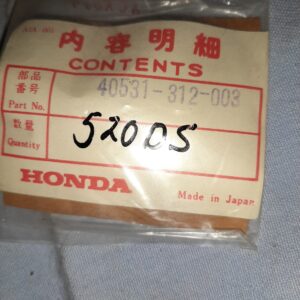 内容明細
CONTENTS
部品番号 40531-312-003
Part No.
数量 520DS
Quantity
HONDA Made in Japan